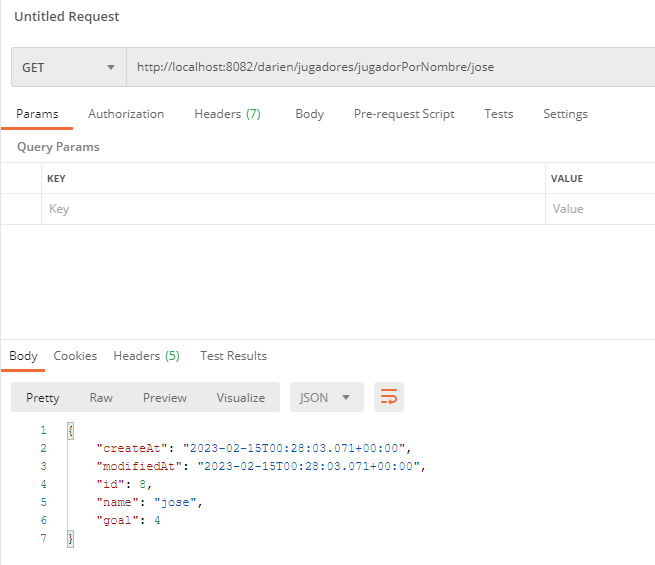 Untitled Request
GET http://localhost:8082/darien/jugadores/jugadorPorNombre/jose
Params Authorization Headers (7) Body Pre-request Script Tests Settings
Query Params
KEY VALUE
Key Value
Body Cookies Headers (5) Test Results
Pretty Raw Preview Visualize JSON
1 {
2 "createAt": "2023-02-15T00:28:03.071+00:00",
3 "modifiedAt": "2023-02-15T00:28:03.071+00:00",
4 "id": 8,
5 "name": "jose",
6 "goal": 4
7 }